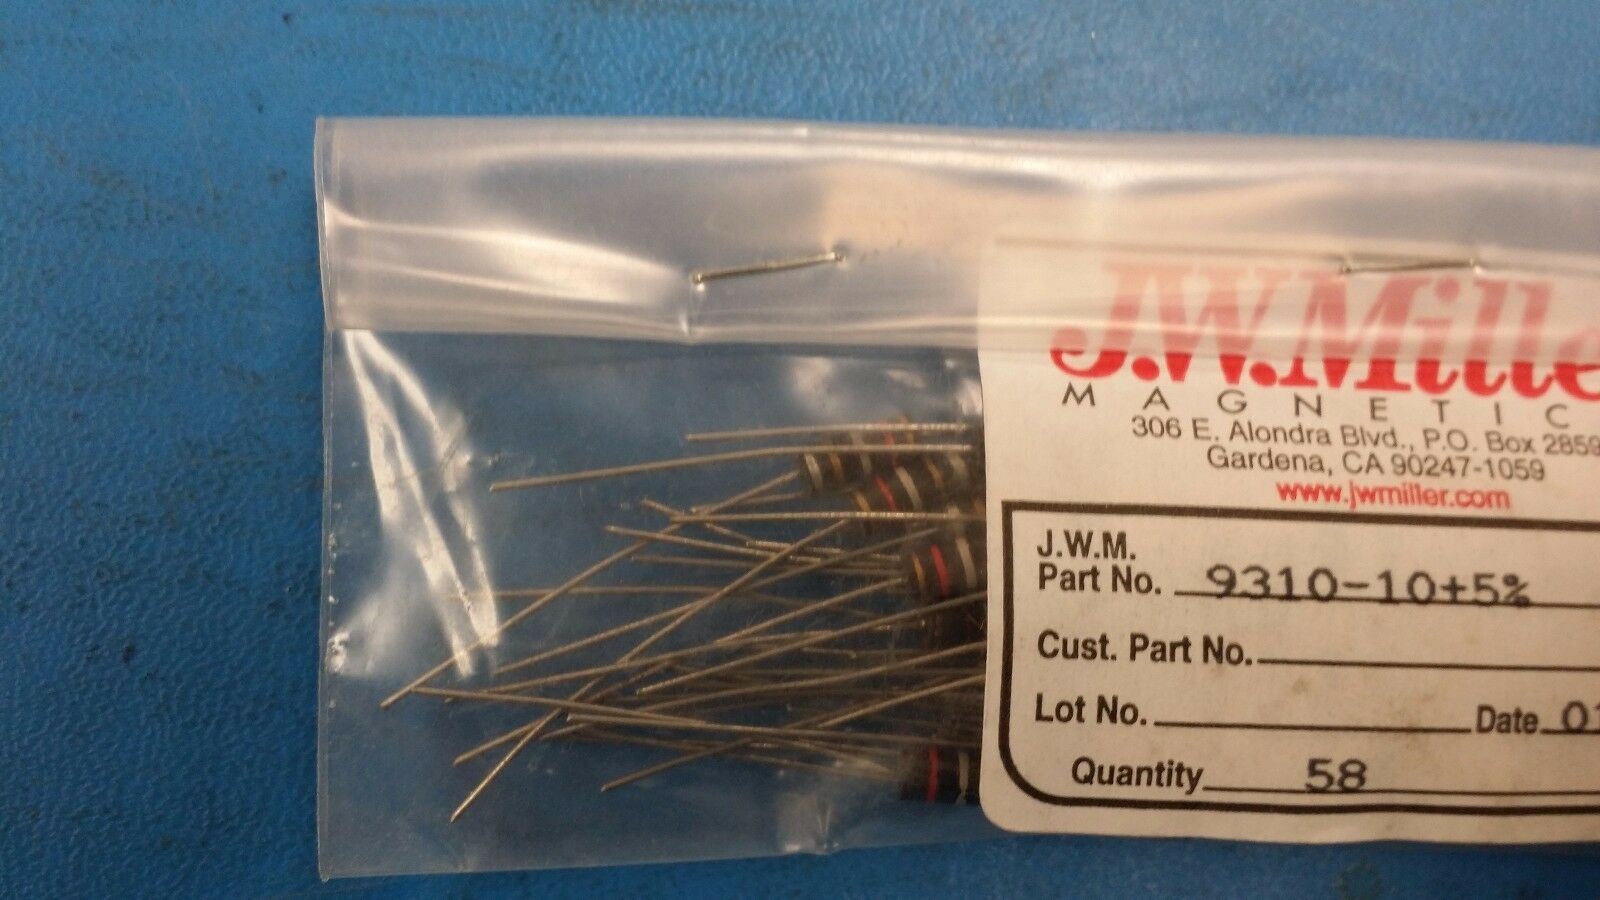 J.W.Mille
MAGNETIC
306 E. Alondra Blvd., P.O. Box 2859
Gardena, CA 90247-1059
www.jwmiller.com
J.W.M.
Part No. 9310-10+5%
Cust. Part No.
Lot No. Date 01
Quantity 58